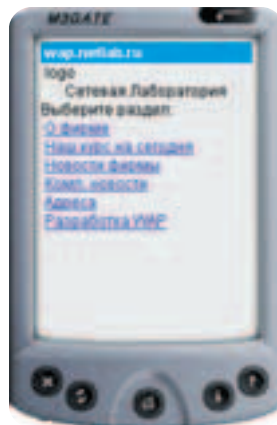 M3GATE
wap.netlab.ru
logo
Сетевая Лаборатория
Выберите раздел:
О фирме
Наш курс на сегодня
Новости фирмы
Комп. новости
Адреса
Разработка WAP